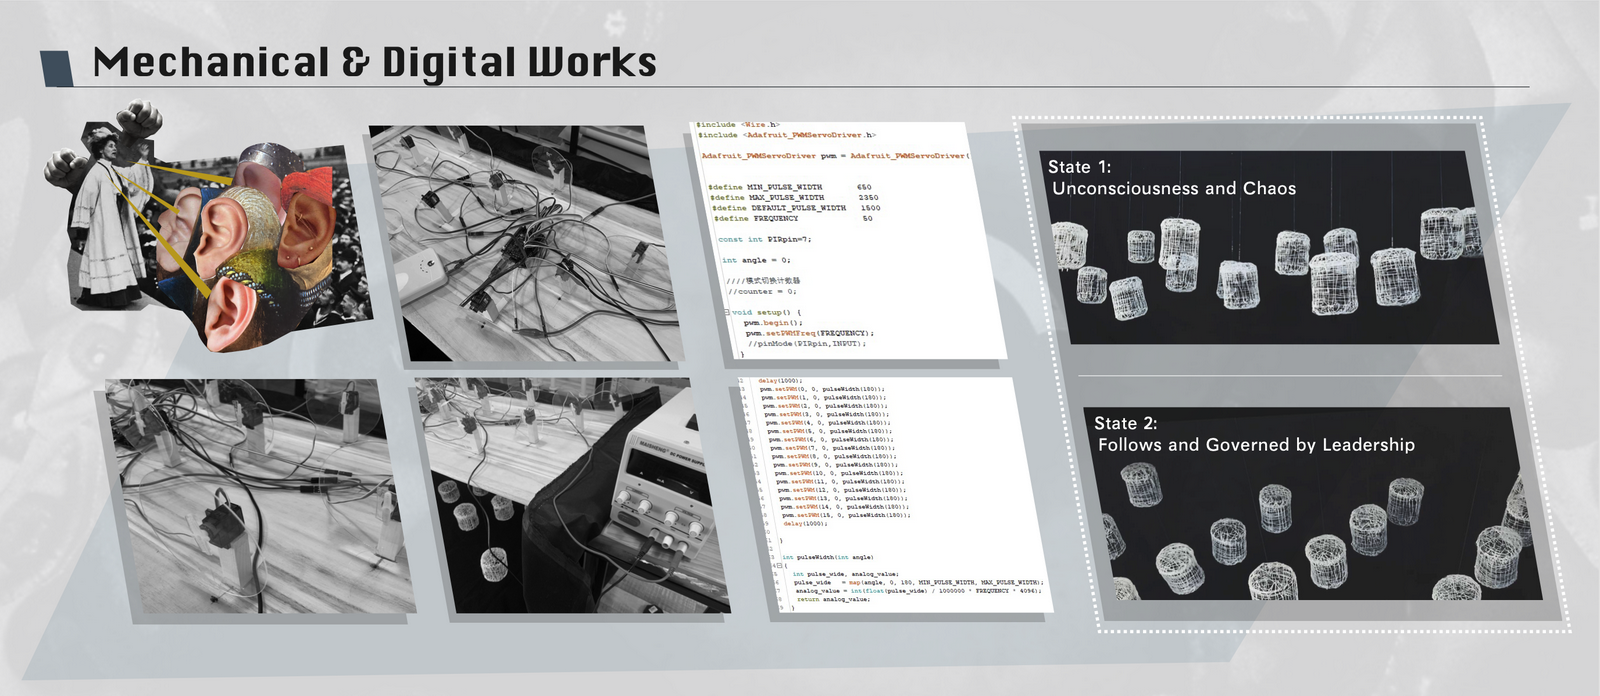 Mechanical & Digital Works
#include <Wire.h>
#include <Adafruit_PWMServoDriver.h>
Adafruit_PWMServoDriver pwm = Adafruit_PWMServoDriver(
#define MIN_PULSE_WIDTH 650
#define MAX_PULSE_WIDTH 2350
#define DEFAULT_PULSE_WIDTH 1500
#define FREQUENCY 50
const int PIRpin=7;
int angle = 0;
////模式切换计数器
//counter = 0;
void setup() {
pwm.begin();
pwm.setPWMFreq(FREQUENCY);
//pinMode(PIRpin,INPUT);
}
delay(1000);
pwm.setPWM(0, 0, pulseWidth(180));
pwm.setPWM(1, 0, pulseWidth(180));
pwm.setPWM(2, 0, pulseWidth(180));
pwm.setPWM(3, 0, pulseWidth(180));
pwm.setPWM(4, 0, pulseWidth(180));
pwm.setPWM(5, 0, pulseWidth(180));
pwm.setPWM(6, 0, pulseWidth(180));
pwm.setPWM(7, 0, pulseWidth(180));
pwm.setPWM(8, 0, pulseWidth(180));
pwm.setPWM(9, 0, pulseWidth(180));
pwm.setPWM(10, 0, pulseWidth(180));
pwm.setPWM(11, 0, pulseWidth(180));
pwm.setPWM(12, 0, pulseWidth(180));
pwm.setPWM(13, 0, pulseWidth(180));
pwm.setPWM(14, 0, pulseWidth(180));
pwm.setPWM(15, 0, pulseWidth(180));
delay(1000);
}
int pulseWidth(int angle)
{
int pulse_wide, analog_value;
pulse_wide = map(angle, 0, 180, MIN_PULSE_WIDTH, MAX_PULSE_WIDTH);
analog_value = int(float(pulse_wide) / 1000000 * FREQUENCY * 4096);
return analog_value;
}
State 1:
Unconsciousness and Chaos
State 2:
Follows and Governed by Leadership